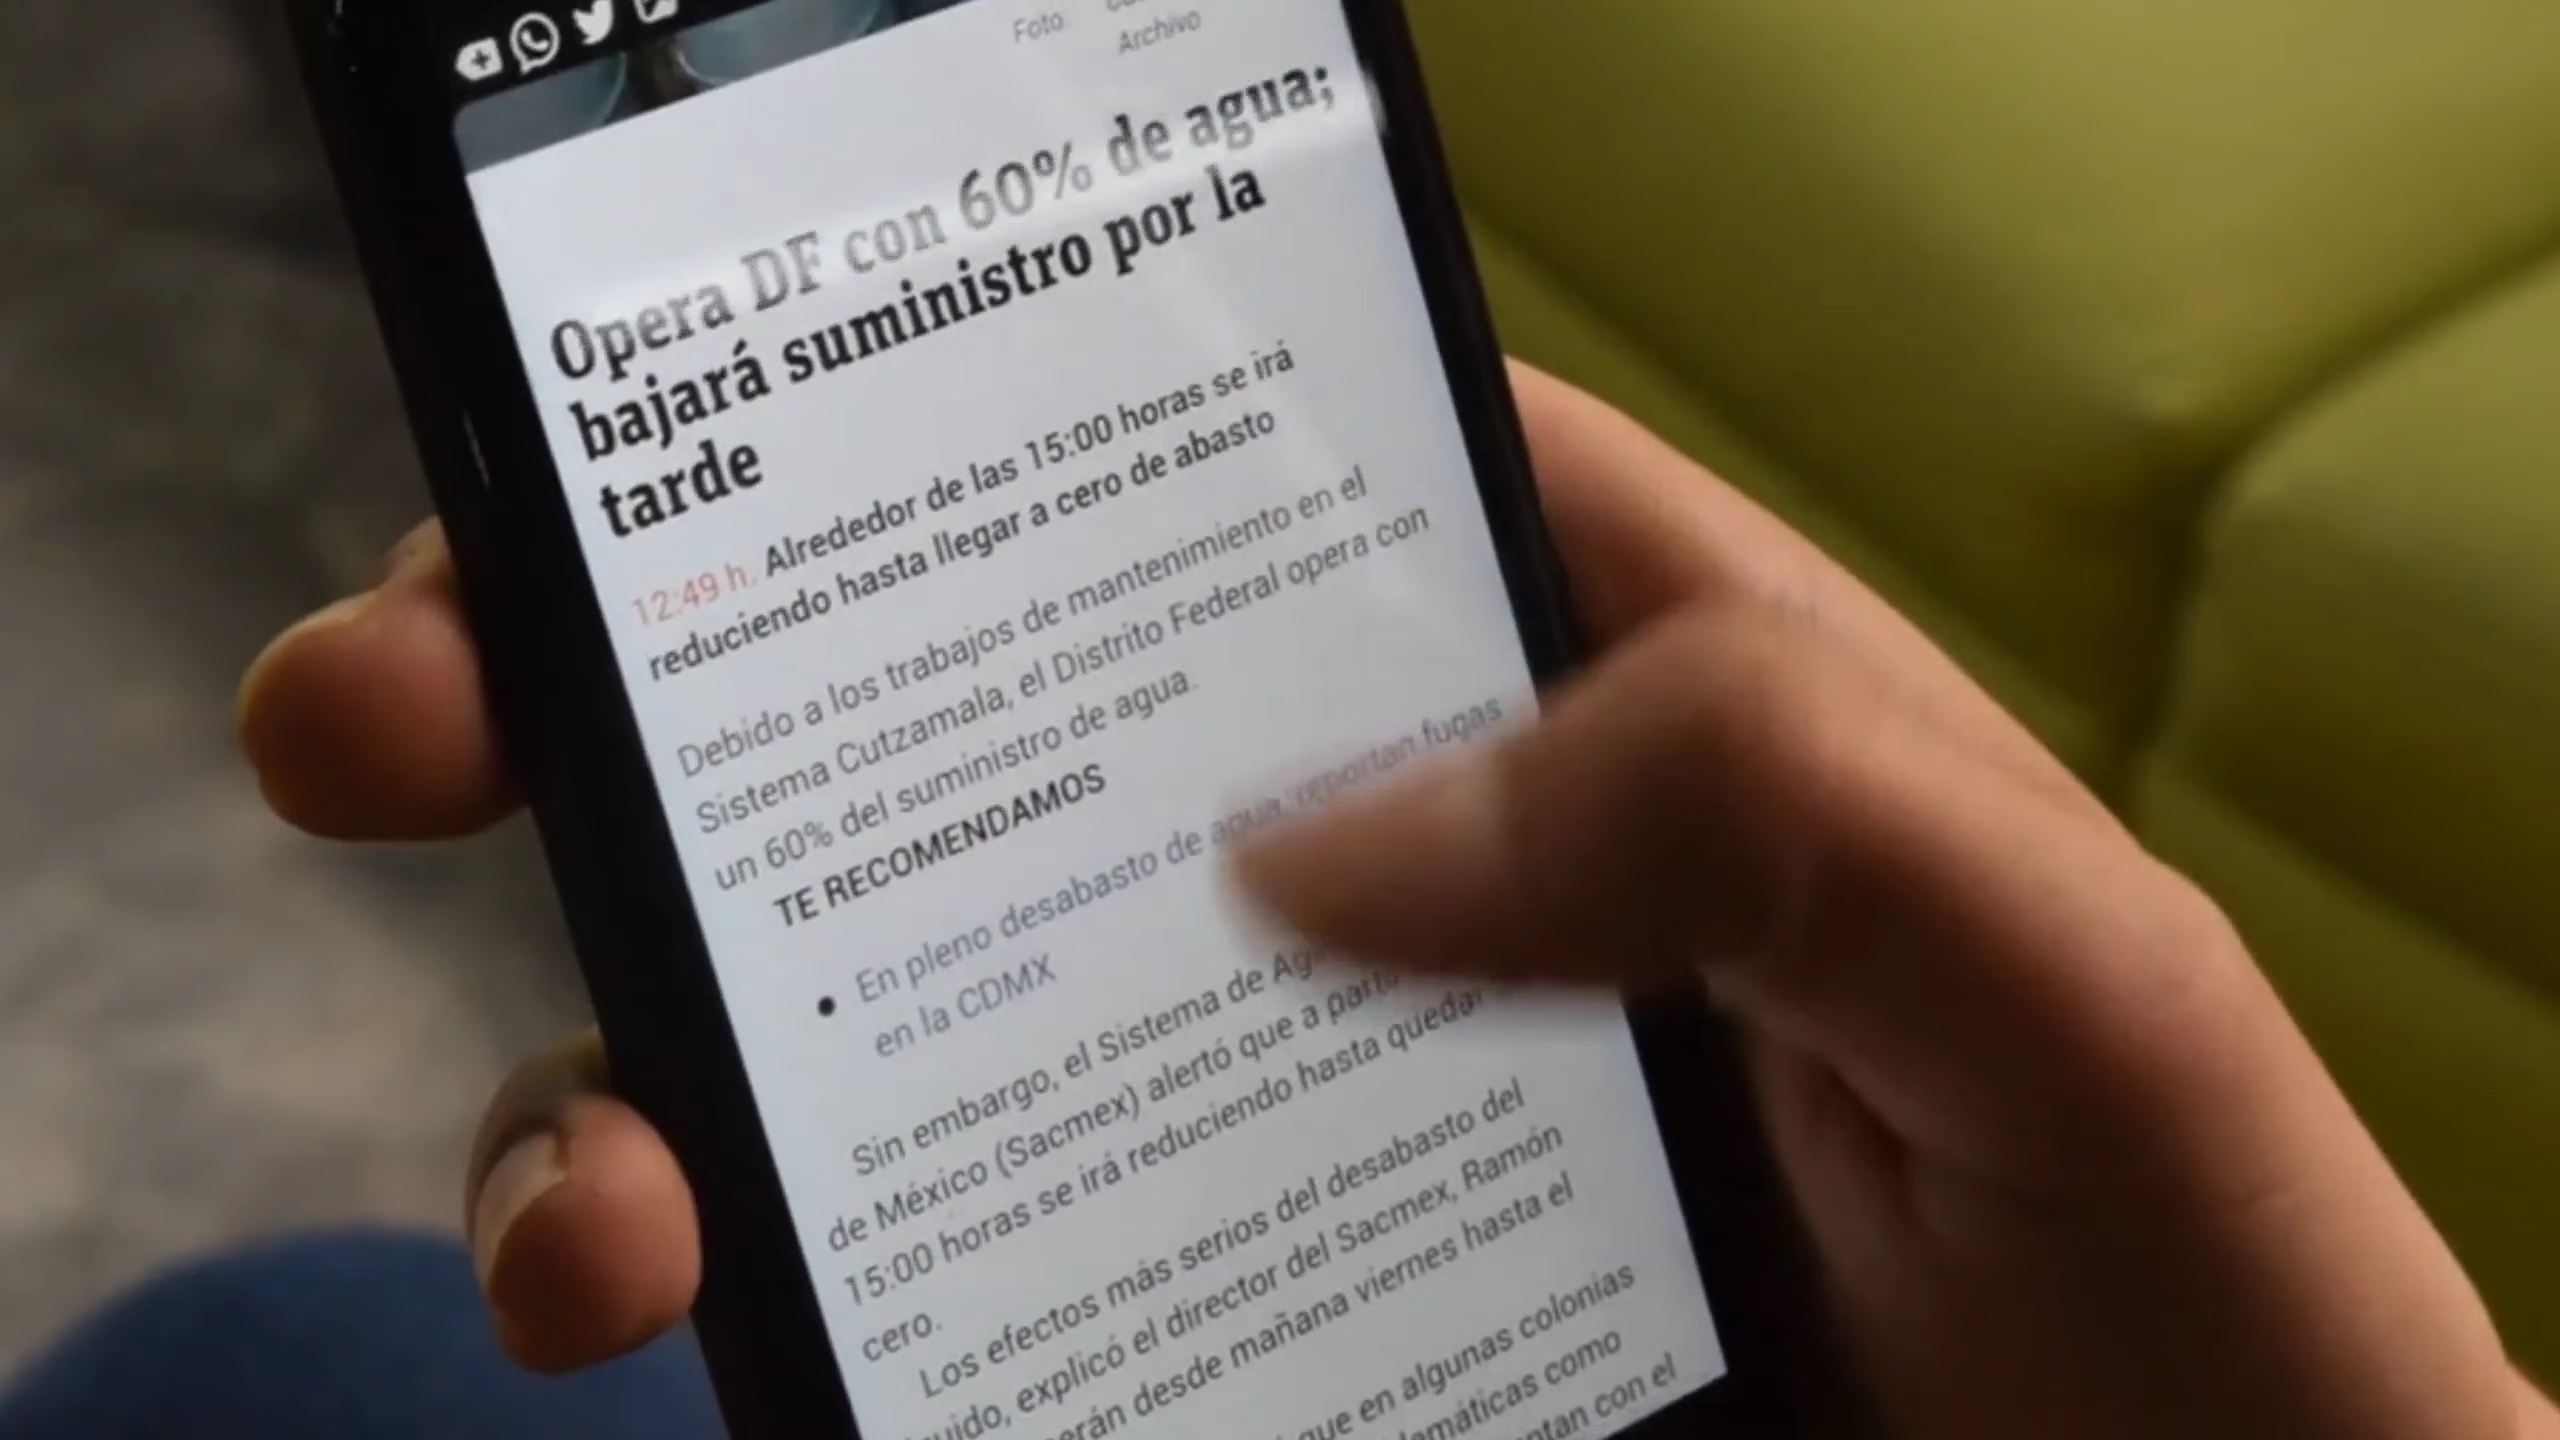 Foto
Archivo
Opera DF con 60% de agua;
bajará suministro por la
tarde
12:49 h. Alrededor de las 15:00 horas se irá
reduciendo hasta llegar a cero de abasto
Debido a los trabajos de mantenimiento en el
Sistema Cutzamala, el Distrito Federal opera con
un 60% del suministro de agua.
TE RECOMENDAMOS
• En pleno desabasto de agua, reportan fugas
en la CDMX
Sin embargo, el Sistema de
de México (Sacmex) alertó que a
15:00 horas se irá reduciendo hasta quedar
cero.
Los efectos más serios del desabasto del
explicó el director del Sacmex, Ramón
desde mañana viernes hasta el
que en algunas colonias
como
con el